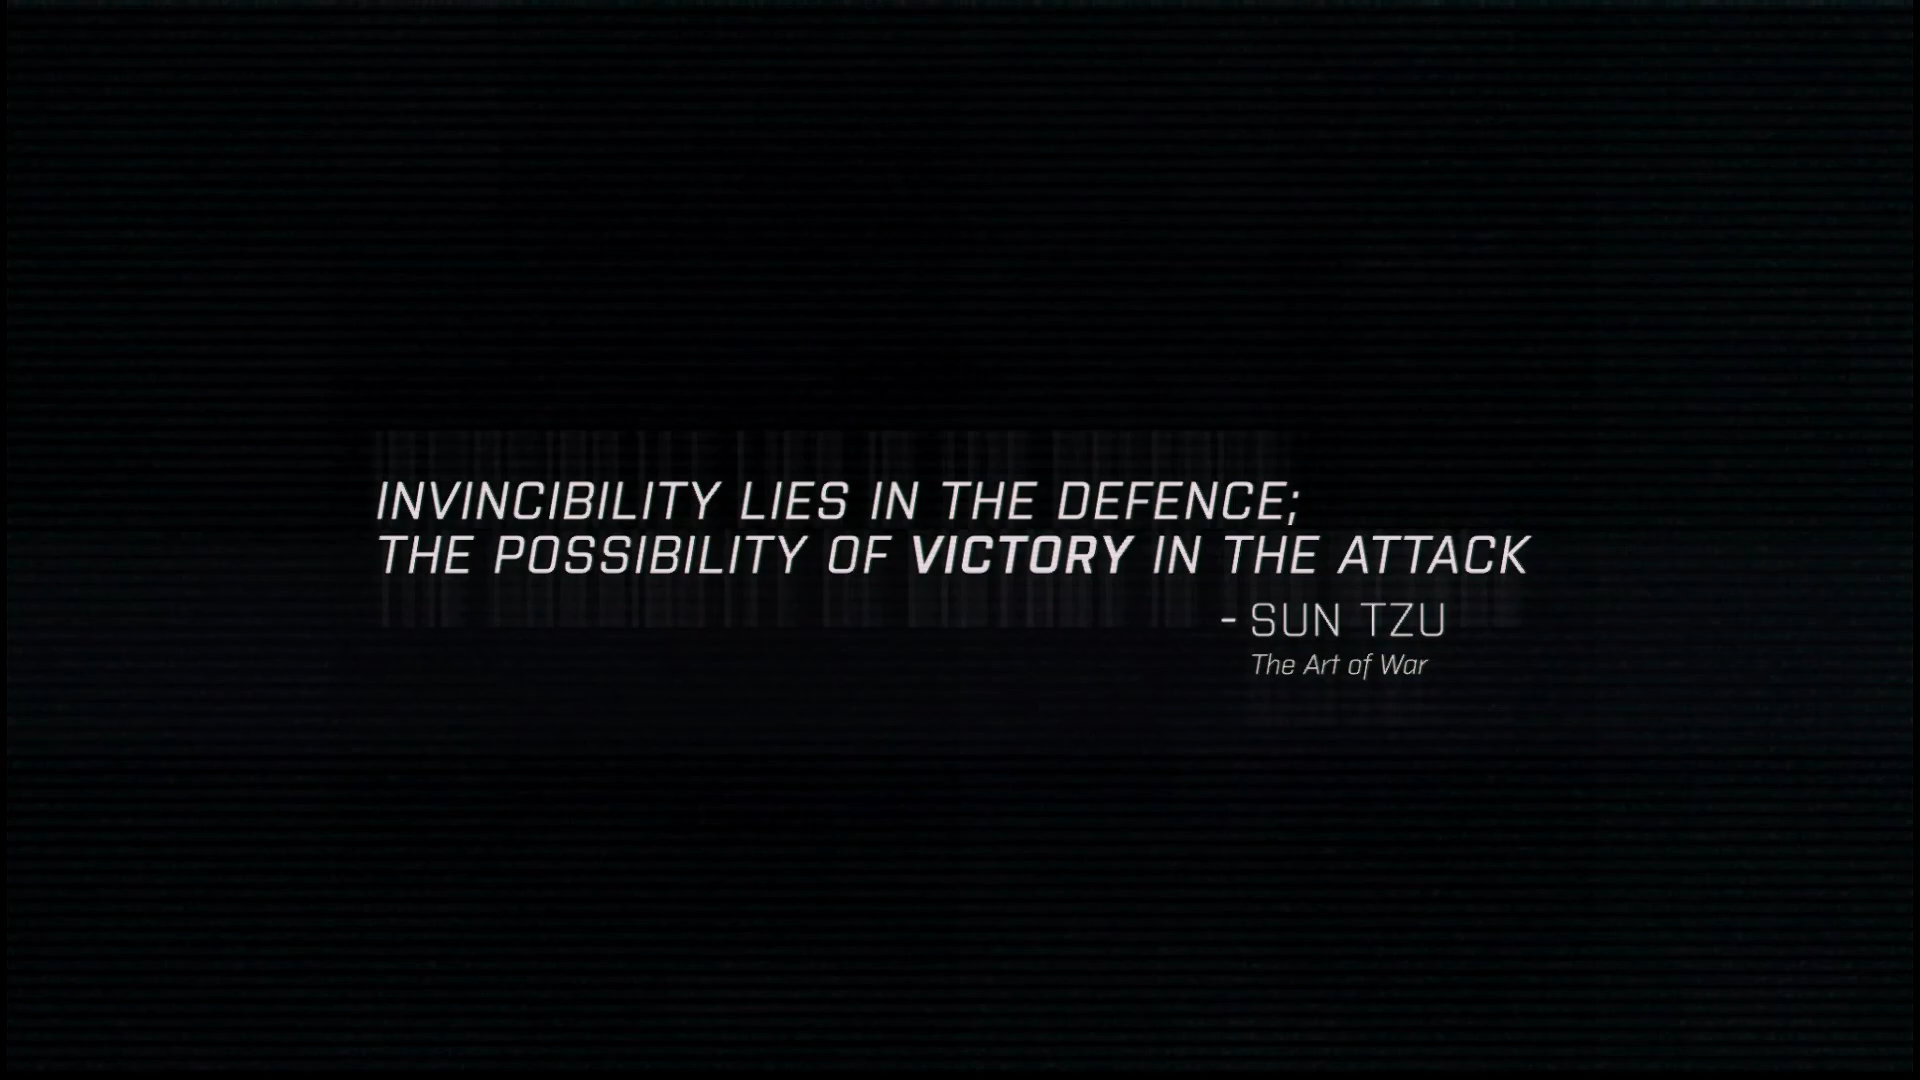 INVINCIBILITY LIES IN THE DEFENCE;
THE POSSIBILITY OF VICTORY IN THE ATTACK
- SUN TZU
The Art of War